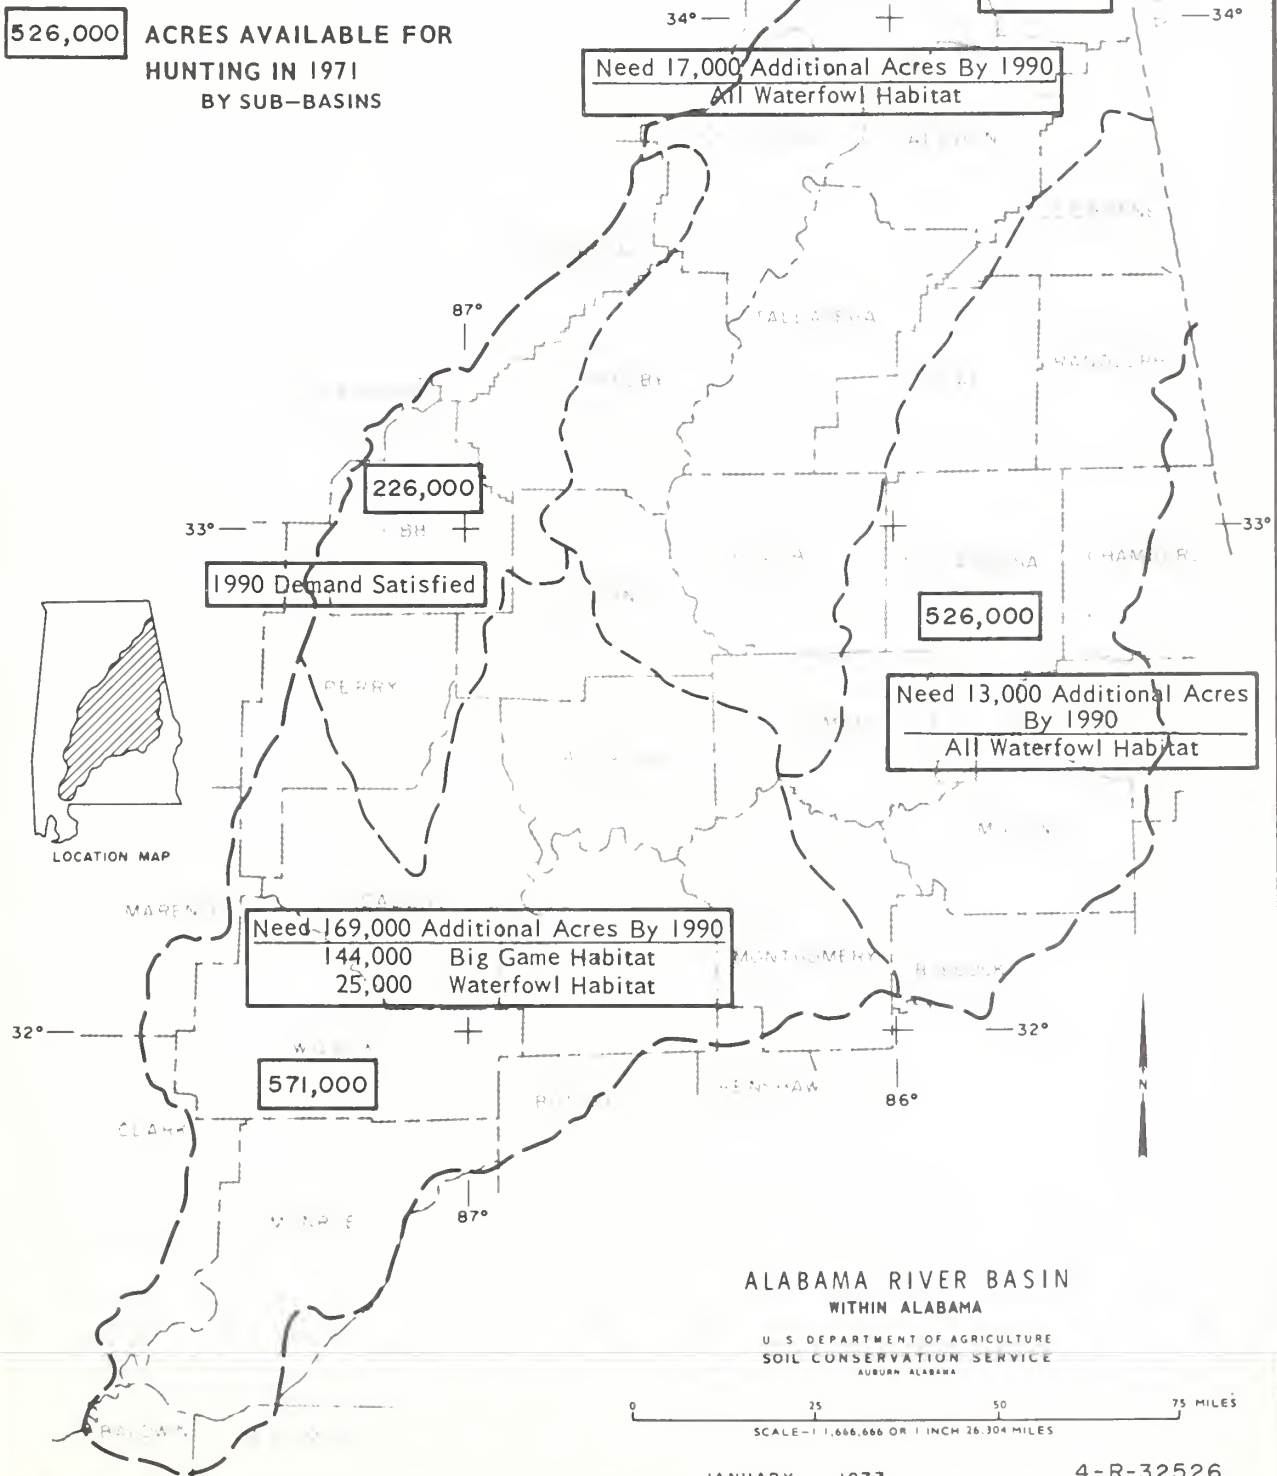 526,000 ACRES AVAILABLE FOR
HUNTING IN 1971
BY SUB-BASINS
34°
34°
Need 17,000 Additional Acres By 1990
All Waterfowl Habitat
87°
TALLADEGA
RANDOLPH
226,000
33°
33°
1990 Demand Satisfied
526,000
PERRY
Need 13,000 Additional Acres
By 1990
All Waterfowl Habitat
LOCATION MAP
Need 169,000 Additional Acres By 1990
144,000 Big Game Habitat
25,000 Waterfowl Habitat
MONTGOMERY
32°
32°
571,000
86°
N
87°
ALABAMA RIVER BASIN
WITHIN ALABAMA
U S DEPARTMENT OF AGRICULTURE
SOIL CONSERVATION SERVICE
AUBURN ALABAMA
0 25 50 75 MILES
SCALE-1 1,666,666 OR 1 INCH 26.304 MILES
4-R-32526
BALDWIN